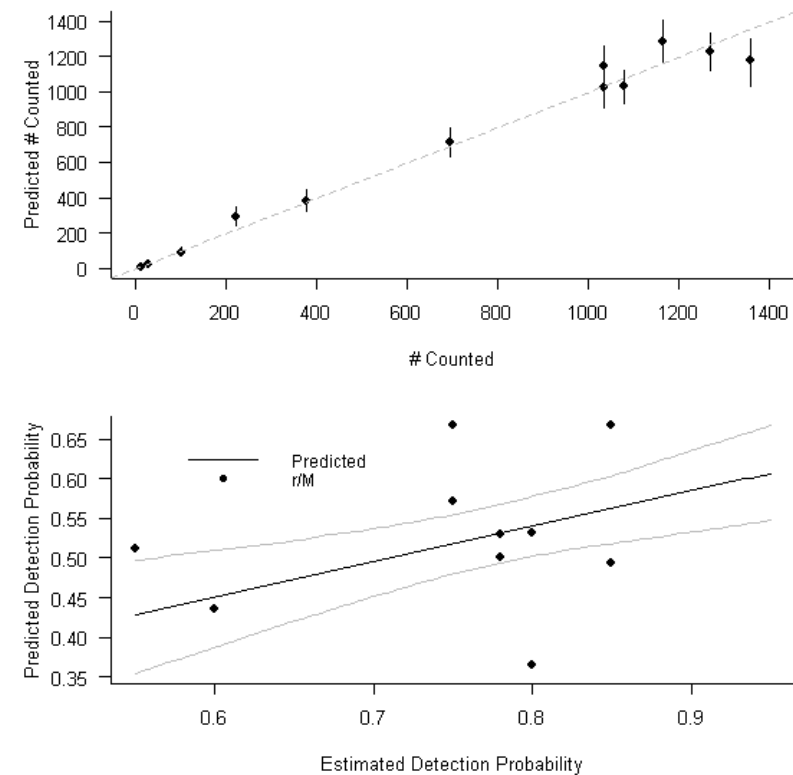 1400
1200
1000
800
600
400
200
0
Predicted # Counted
0 200 400 600 800 1000 1200 1400
# Counted
0.65
0.60
0.55
0.50
0.45
0.40
0.35
Predicted Detection Probability
Predicted
r/M
0.6 0.7 0.8 0.9
Estimated Detection Probability